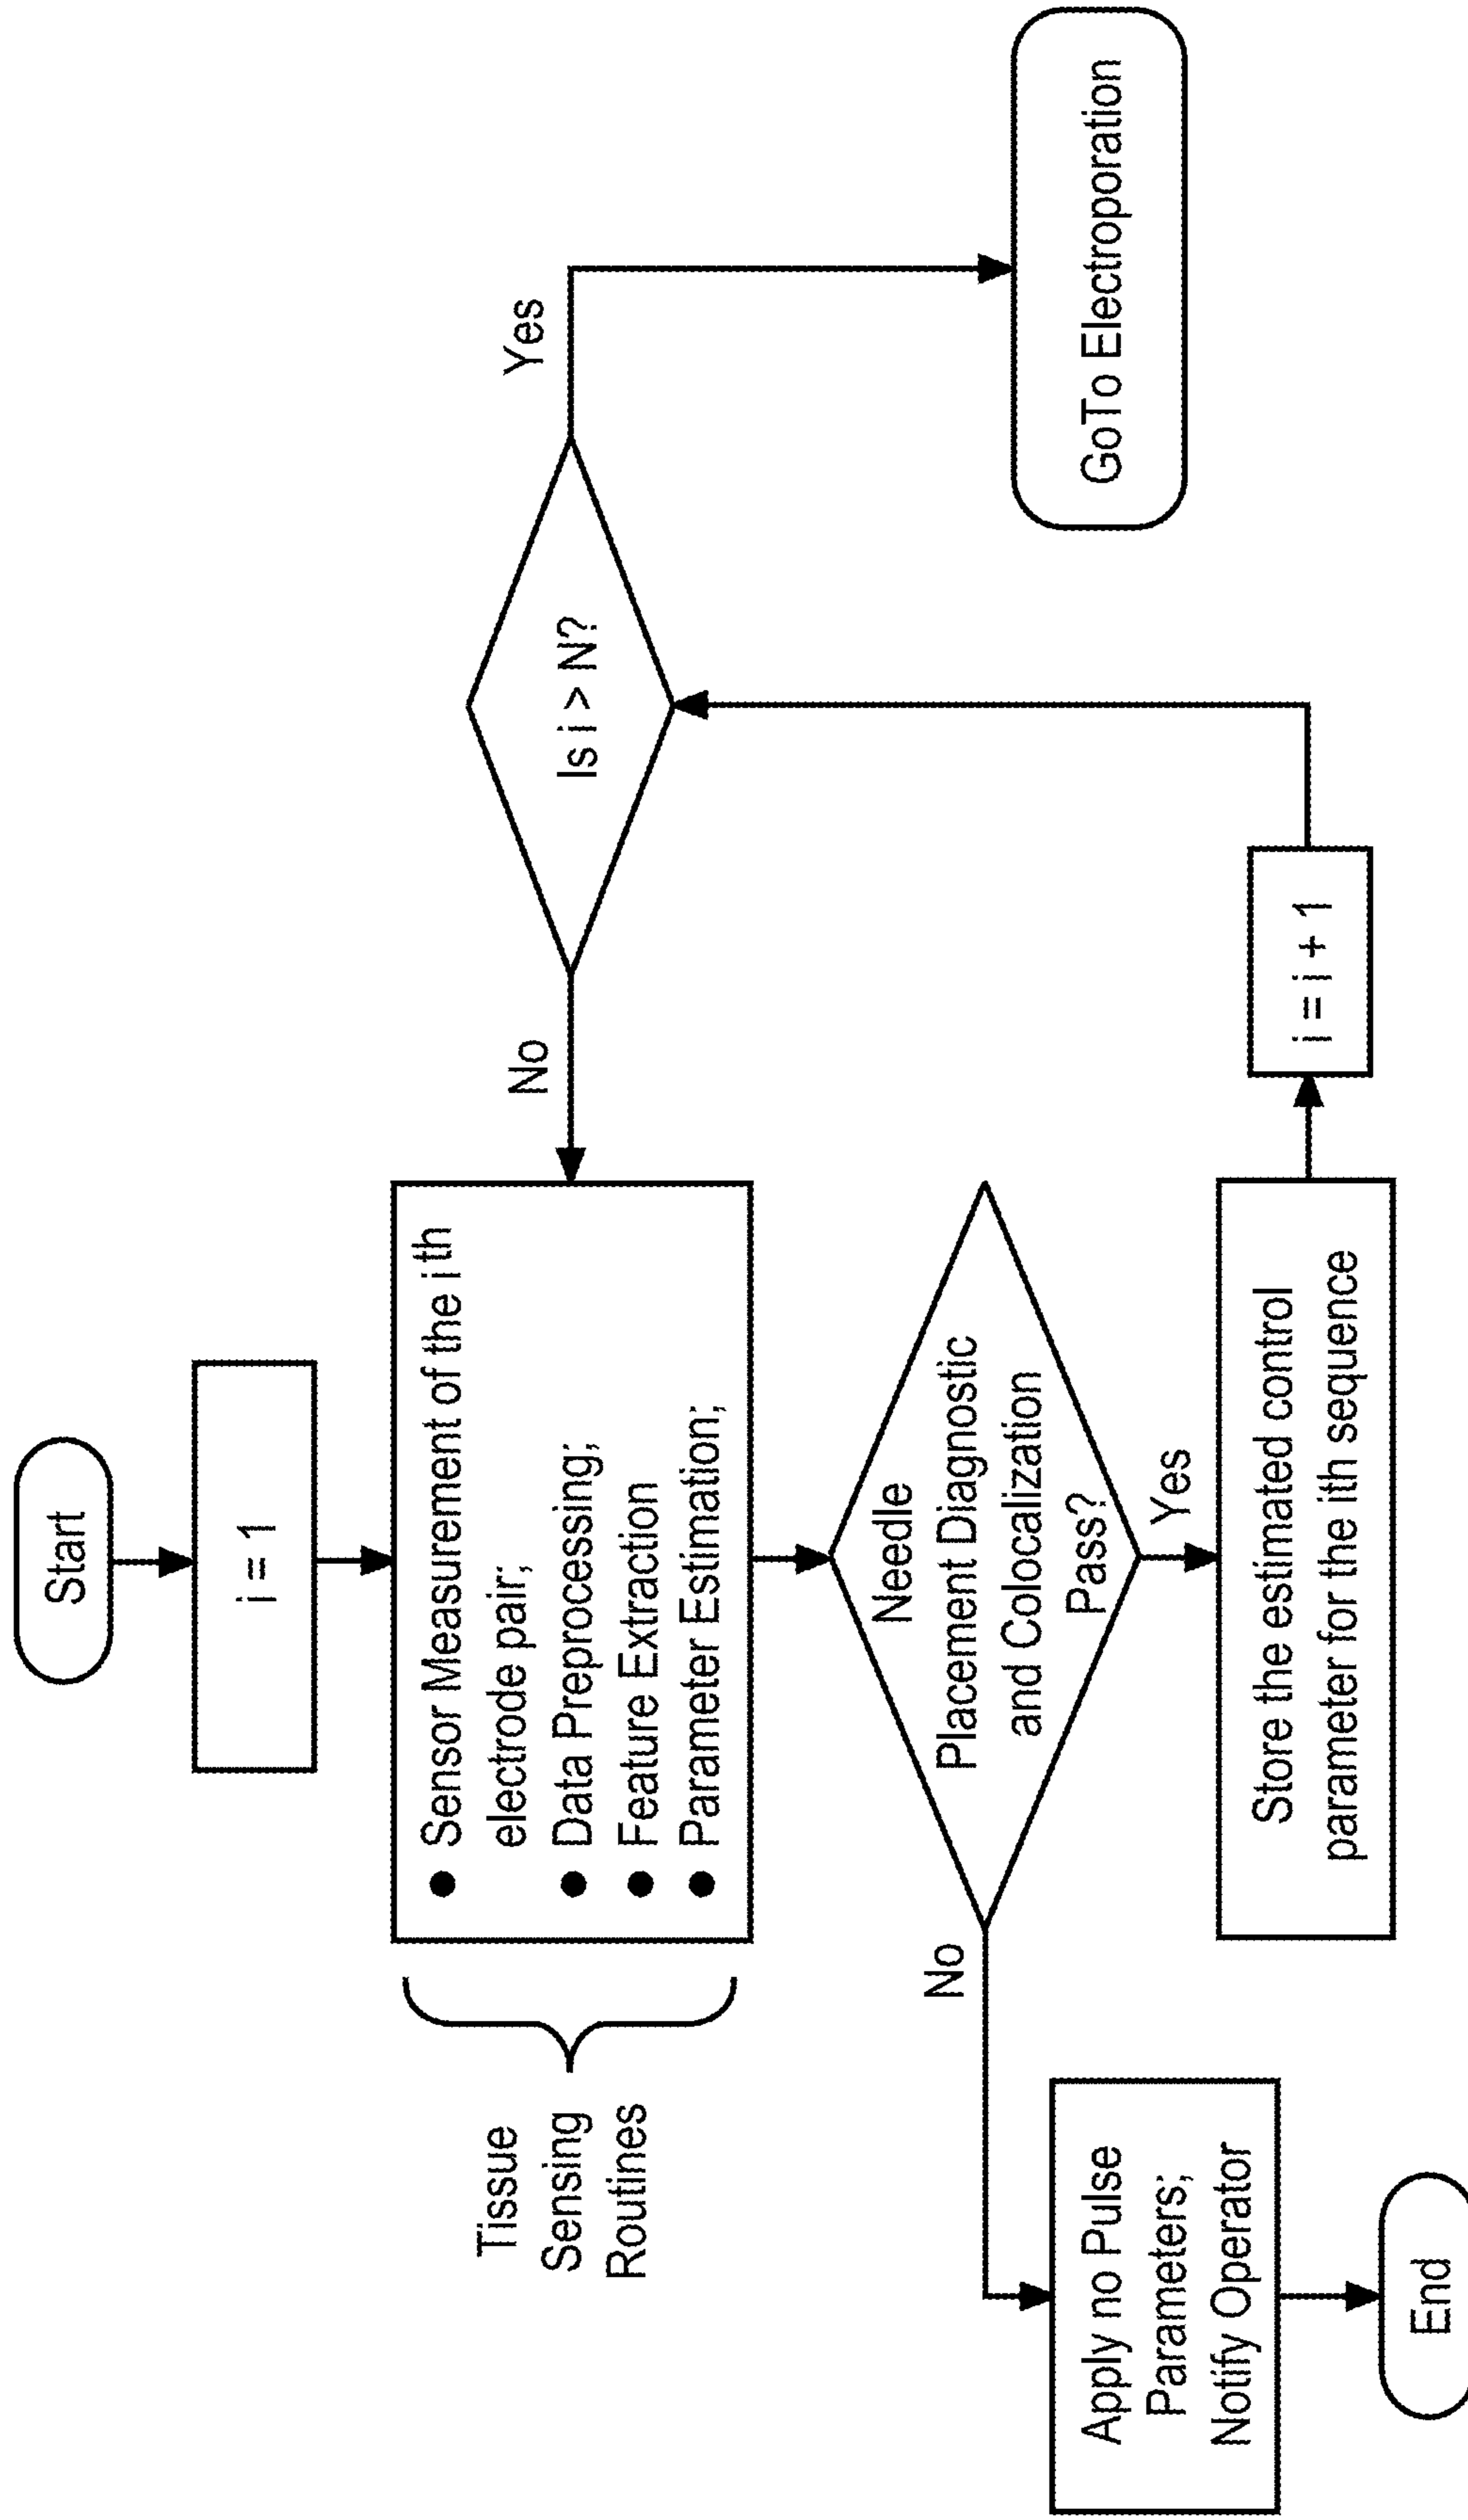 Start
i = 1
Tissue
Sensing
Routines
● Sensor Measurement of the i th
electrode pair;
● Data Preprocessing;
● Feature Extraction
● Parameter Estimation;
No
Is i > N?
Yes
Needle
Placement Diagnostic
and Colocalization
Pass?
No
Yes
Apply no Pulse
Parameters;
Notify Operator
End
Store the estimated control
parameter for the ith sequence
i = i + 1
GoTo Electroporation